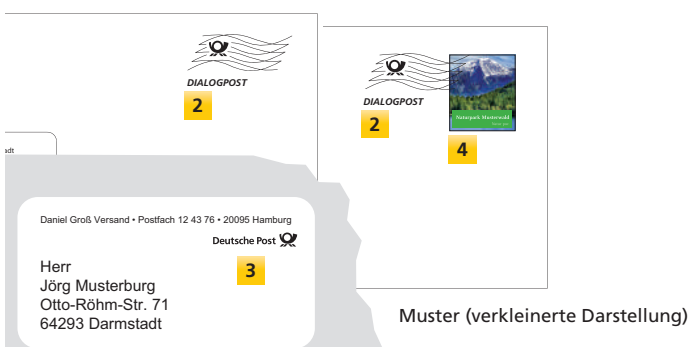 DIALOGPOST
2
DIALOGPOST
2
Naturpark Musterwald
4
adt
Daniel Groß Versand • Postfach 12 43 76 • 20095 Hamburg
Deutsche Post
3
Herr
Jörg Musterburg
Otto-Röhm-Str. 71
64293 Darmstadt
Muster (verkleinerte Darstellung)